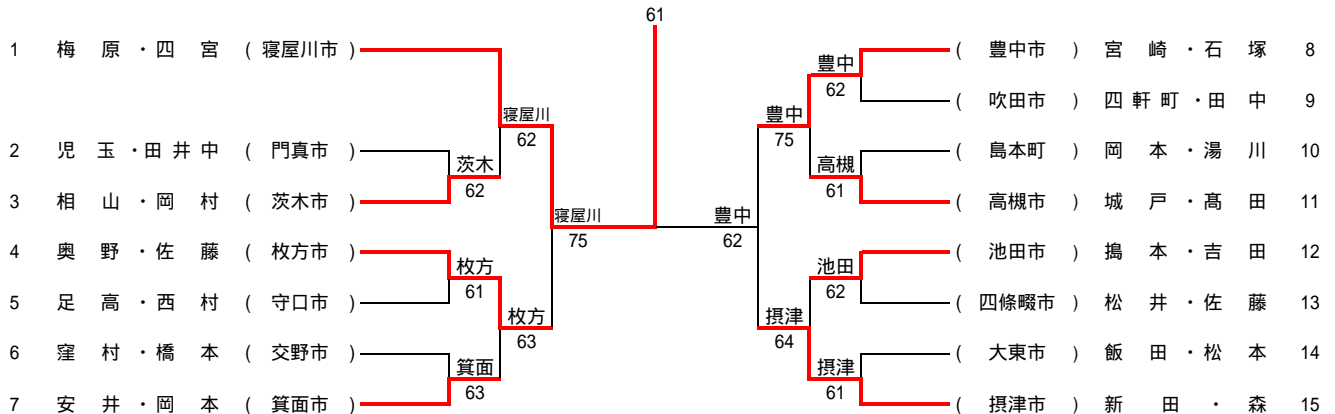 61
1 梅原・四宮 (寝屋川市)
(豊中市) 宮崎・石塚 8
豊中
62
(吹田市) 四軒町・田中 9
寝屋川
62
豊中
75
2 児玉・田井中 (門真市)
(島本町) 岡本・湯川 10
茨木
62
高槻
61
3 相山・岡村 (茨木市)
(高槻市) 城戸・髙田 11
寝屋川
75
豊中
62
4 奥野・佐藤 (枚方市)
(池田市) 搗本・吉田 12
枚方
61
池田
62
5 足高・西村 (守口市)
(四條畷市) 松井・佐藤 13
枚方
63
摂津
64
6 窪村・橋本 (交野市)
(大東市) 飯田・松本 14
箕面
63
摂津
61
7 安井・岡本 (箕面市)
(摂津市) 新田・森 15